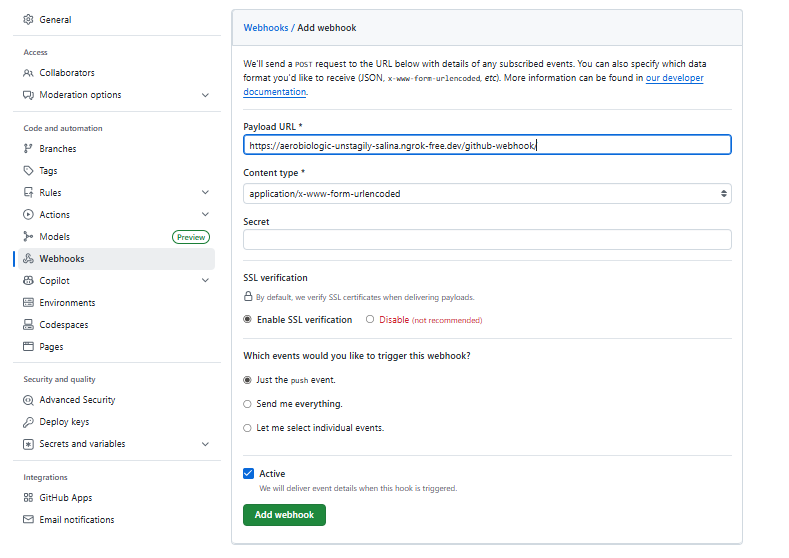 General
Access
Collaborators
Moderation options
Code and automation
Branches
Tags
Rules
Actions
Models Preview
Webhooks
Copilot
Environments
Codespaces
Pages
Security and quality
Advanced Security
Deploy keys
Secrets and variables
Integrations
GitHub Apps
Email notifications
Webhooks / Add webhook
We'll send a POST request to the URL below with details of any subscribed events. You can also specify which data
format you'd like to receive (JSON, x-www-form-urlencoded, etc). More information can be found in our developer
documentation.
Payload URL *
https://aerobiologic-unstagily-salina.ngrok-free.dev/github-webhook/
Content type *
application/x-www-form-urlencoded
Secret
SSL verification
By default, we verify SSL certificates when delivering payloads.
Enable SSL verification Disable (not recommended)
Which events would you like to trigger this webhook?
Just the push event.
Send me everything.
Let me select individual events.
Active
We will deliver event details when this hook is triggered.
Add webhook